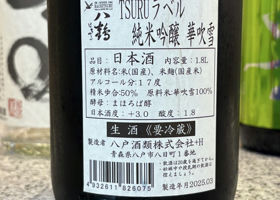 八鶴
TSURUラベル
純米吟醸 華吹雪
日本酒
内容量：1.8L
原材料名：米(国産)、米麹(国産米)
アルコール分：17度
精米歩合：50% 原料米華吹雪100%
酵母：まほろば酵
日本酒度：+3.0 酸度：1.8
生酒《要冷蔵》
製造者 八戸酒類株式会社+H
青森県八戸市八日町1番地
4932611826075
製造年月2025.03